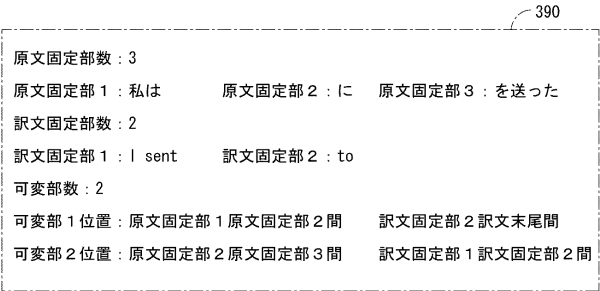 390
原文固定部数：3
原文固定部１：私は 原文固定部２：に 原文固定部３：を送った
訳文固定部数：2
訳文固定部１：I sent 訳文固定部２：to
可変部数：2
可変部１位置：原文固定部１原文固定部２間 訳文固定部２訳文末尾間
可変部２位置：原文固定部２原文固定部３間 訳文固定部１訳文固定部２間